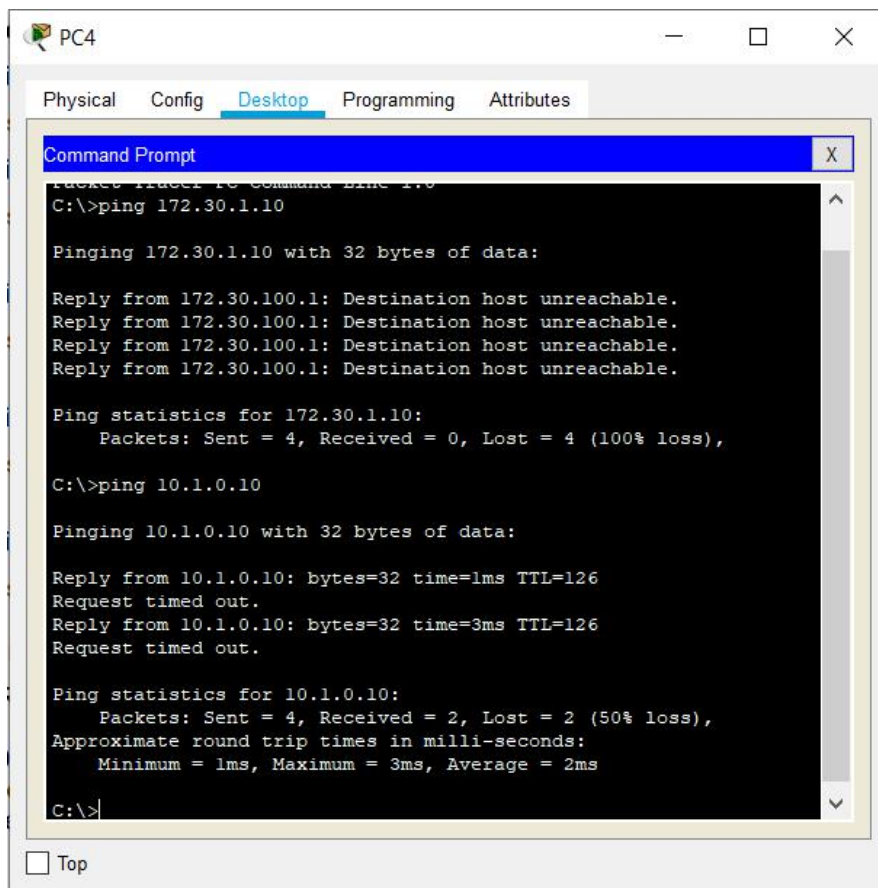 PC4
Physical Config Desktop Programming Attributes
Command Prompt
X
Packet Tracer PC Command Line 1.0
C:\>ping 172.30.1.10
Pinging 172.30.1.10 with 32 bytes of data:
Reply from 172.30.100.1: Destination host unreachable.
Reply from 172.30.100.1: Destination host unreachable.
Reply from 172.30.100.1: Destination host unreachable.
Reply from 172.30.100.1: Destination host unreachable.
Ping statistics for 172.30.1.10:
Packets: Sent = 4, Received = 0, Lost = 4 (100% loss),
C:\>ping 10.1.0.10
Pinging 10.1.0.10 with 32 bytes of data:
Reply from 10.1.0.10: bytes=32 time=1ms TTL=126
Request timed out.
Reply from 10.1.0.10: bytes=32 time=3ms TTL=126
Request timed out.
Ping statistics for 10.1.0.10:
Packets: Sent = 4, Received = 2, Lost = 2 (50% loss),
Approximate round trip times in milli-seconds:
Minimum = 1ms, Maximum = 3ms, Average = 2ms
C:\>
Top